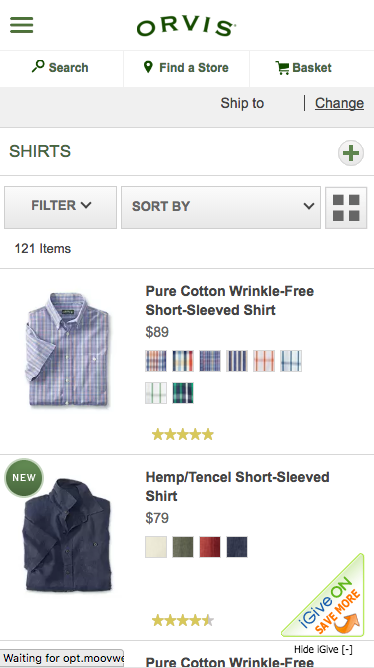 ORVIS
Search
Find a Store
Basket
Ship to | Change
SHIRTS
FILTER
SORT BY
121 Items
Pure Cotton Wrinkle-Free
Short-Sleeved Shirt
$89
NEW
Hemp/Tencel Short-Sleeved
Shirt
$79
iGive ON
SAVE MORE
Hide iGive [-]
Waiting for opt.moovwe
Pure Cotton Wrinkle-Free